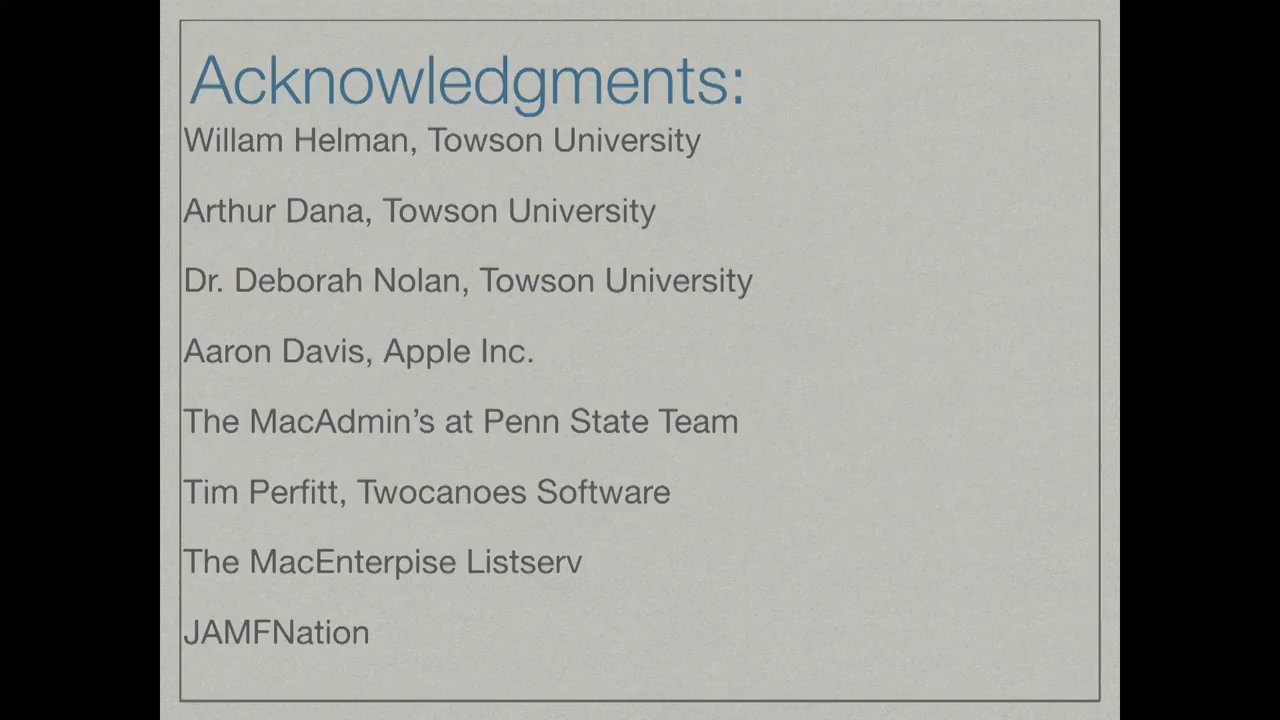 Acknowledgments:
Willam Helman, Towson University
Arthur Dana, Towson University
Dr. Deborah Nolan, Towson University
Aaron Davis, Apple Inc.
The MacAdmin’s at Penn State Team
Tim Perfitt, Twocanoes Software
The MacEnterpise Listserv
JAMFNation